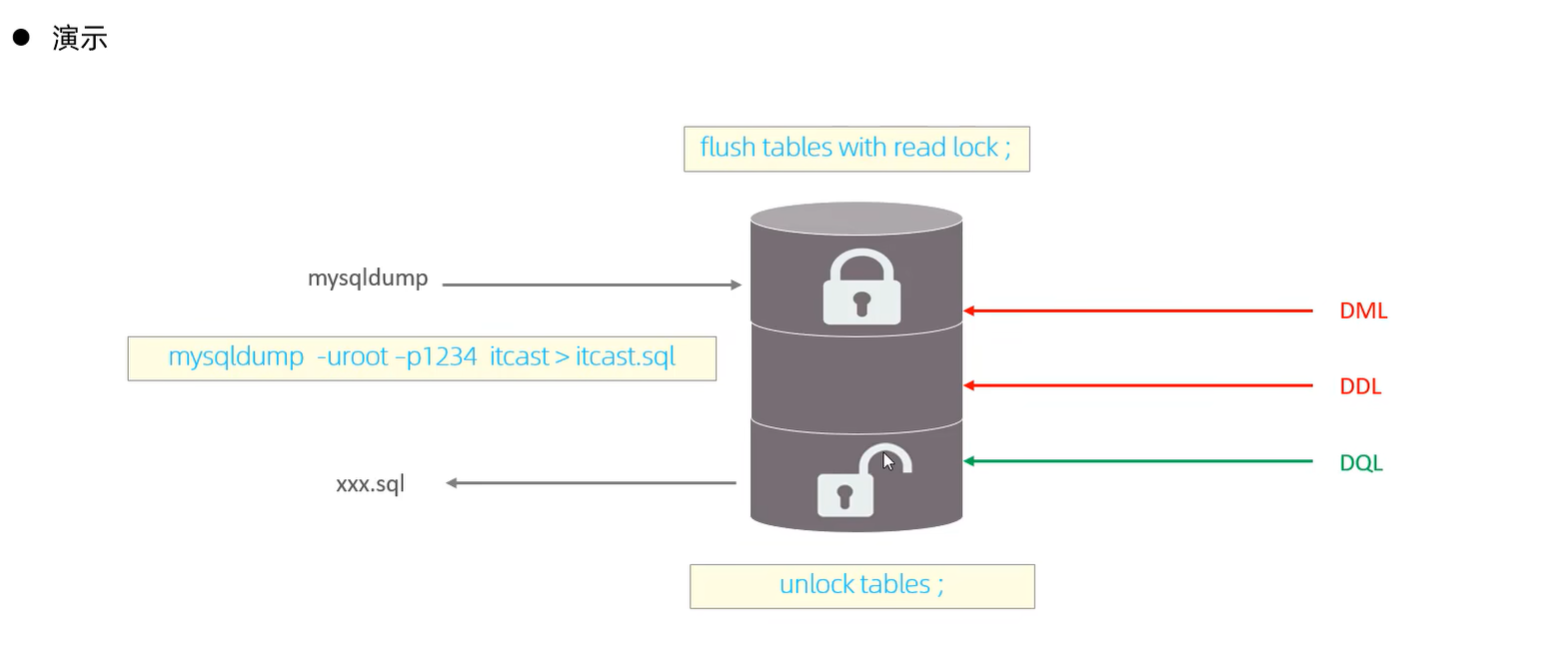 ● 演示
flush tables with read lock ;
mysqldump
DML
mysqldump -uroot –p1234 itcast > itcast.sql
DDL
DQL
xxx.sql
unlock tables ;